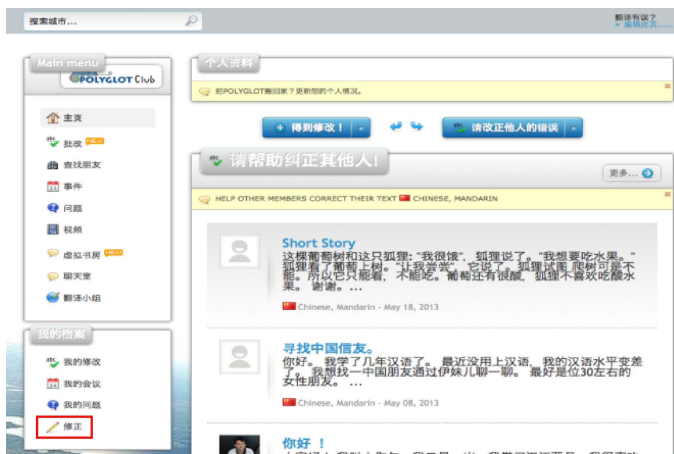 搜索城市...
翻译有误?
» 编辑此页......
Main menu
POLYGLOT Club
主页
批改 NEW
查找朋友
事件
问题
视频
虚拟书房 NEW
聊天室
翻译小组
我的档案
我的修改
我的会议
我的问题
修正
个人资料
把POLYGLOT搬回家？更新您的个人情况。
得到修改！
请改正他人的错误
请帮助纠正其他人!
更多...
HELP OTHER MEMBERS CORRECT THEIR TEXT CHINESE, MANDARIN
Short Story
这棵葡萄树和这只狐狸: "我很饿", 狐狸说了。"我想要吃水果。"
狐狸看了葡萄上树。"让我尝尝", 它说了。狐狸试图 爬树可是不
能。所以它只能看，不能吃。葡萄还有很酸，狐狸不喜欢吃酸水
果。 谢谢。...
Chinese, Mandarin - May 18, 2013
寻找中国信友。
你好。 我学了几年汉语了。 最近没用上汉语，我的汉语水平变差
了。 我想找一中国朋友通过伊妹儿聊一聊。 最好是位30左右的
女性朋友。 ...
Chinese, Mandarin - May 08, 2013
你好 ！